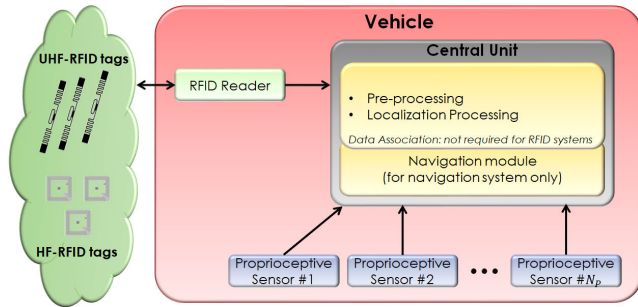 Vehicle
Central Unit
UHF-RFID tags
RFID Reader
• Pre-processing
• Localization Processing
Data Association: not required for RFID systems
Navigation module
(for navigation system only)
HF-RFID tags
Proprioceptive
Sensor #1
Proprioceptive
Sensor #2
•••
Proprioceptive
Sensor #N_P